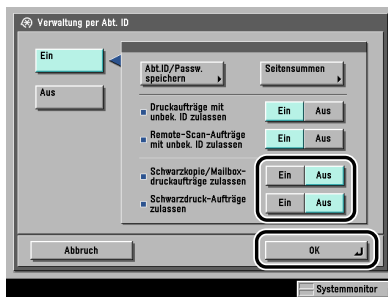 Verwaltung per Abt. ID
Ein
Aus
Abt.ID/Passw.
speichern
Seitensummen
Druckaufträge mit
unbek. ID zulassen
Ein Aus
Remote-Scan-Aufträge
mit unbek. ID zulassen
Ein Aus
Schwarzkopie/Mailbox-
druckaufträge zulassen
Ein Aus
Schwarzdruck-Aufträge
zulassen
Ein Aus
Abbruch
OK
Systemmonitor